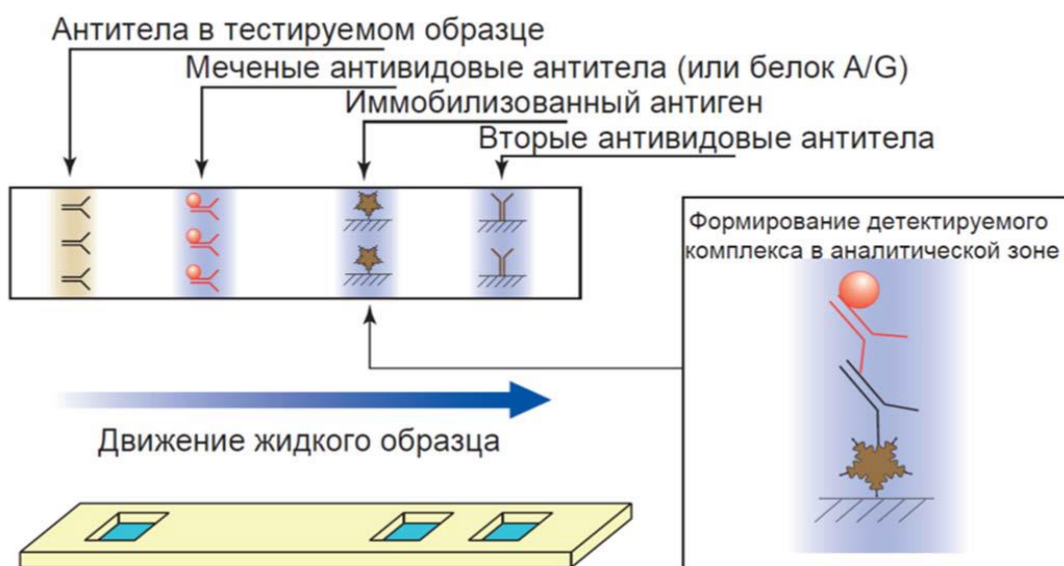 Антитела в тестируемом образце
Меченые антивидовые антитела (или белок A/G)
Иммобилизованный антиген
Вторые антивидовые антитела
Формирование детектируемого
комплекса в аналитической зоне
Движение жидкого образца